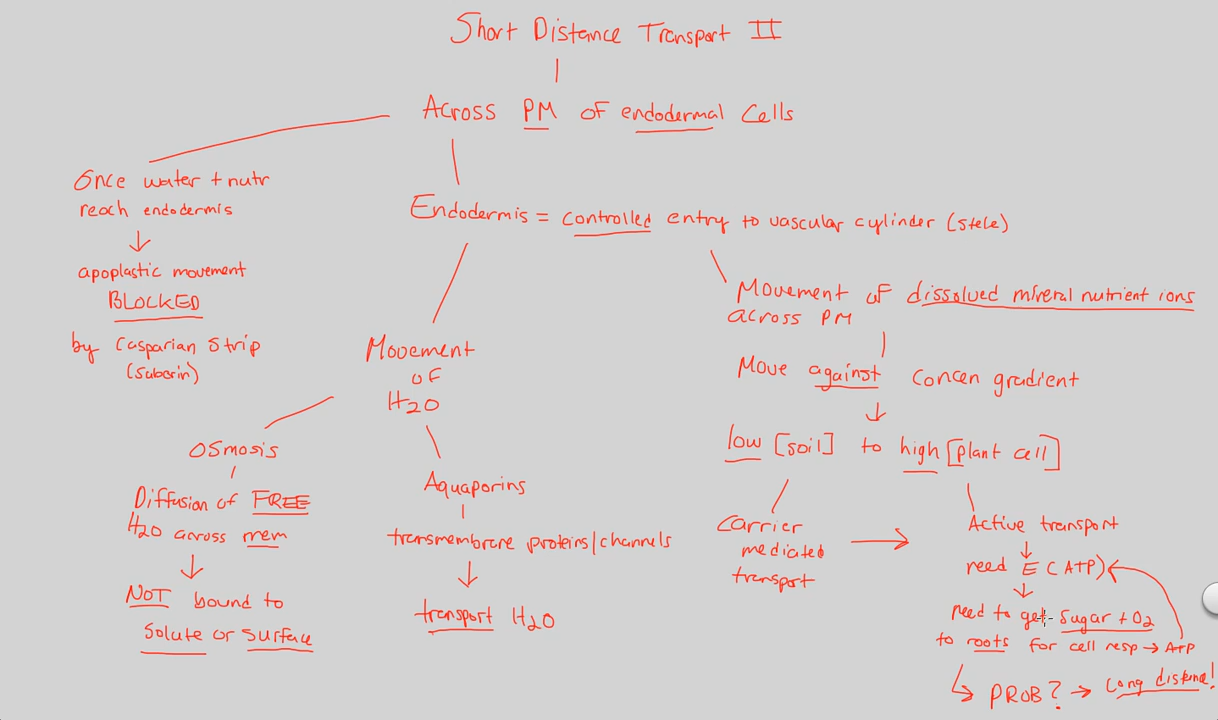 Short Distance Transport II
Across PM of endodermal Cells
Once water + nutr
reach endodermis
apoplastic movement
BLOCKED
by Casparian Strip
(suberin)
Endodermis = controlled entry to vascular cylinder (stele)
Movement
of
H2O
Osmosis
Diffusion of FREE
H2O across mem
NOT bound to
Solute or surface
Aquaporins
transmembrane proteins/channels
transport H2O
Movement of dissolved mineral nutrient ions
across PM
Move against concen gradient
low [soil] to high [plant cell]
Carrier
mediated
transport
Active transport
need E (ATP)
need to get sugar + O2
to roots for cell resp → ATP
PROB? → Long distance!